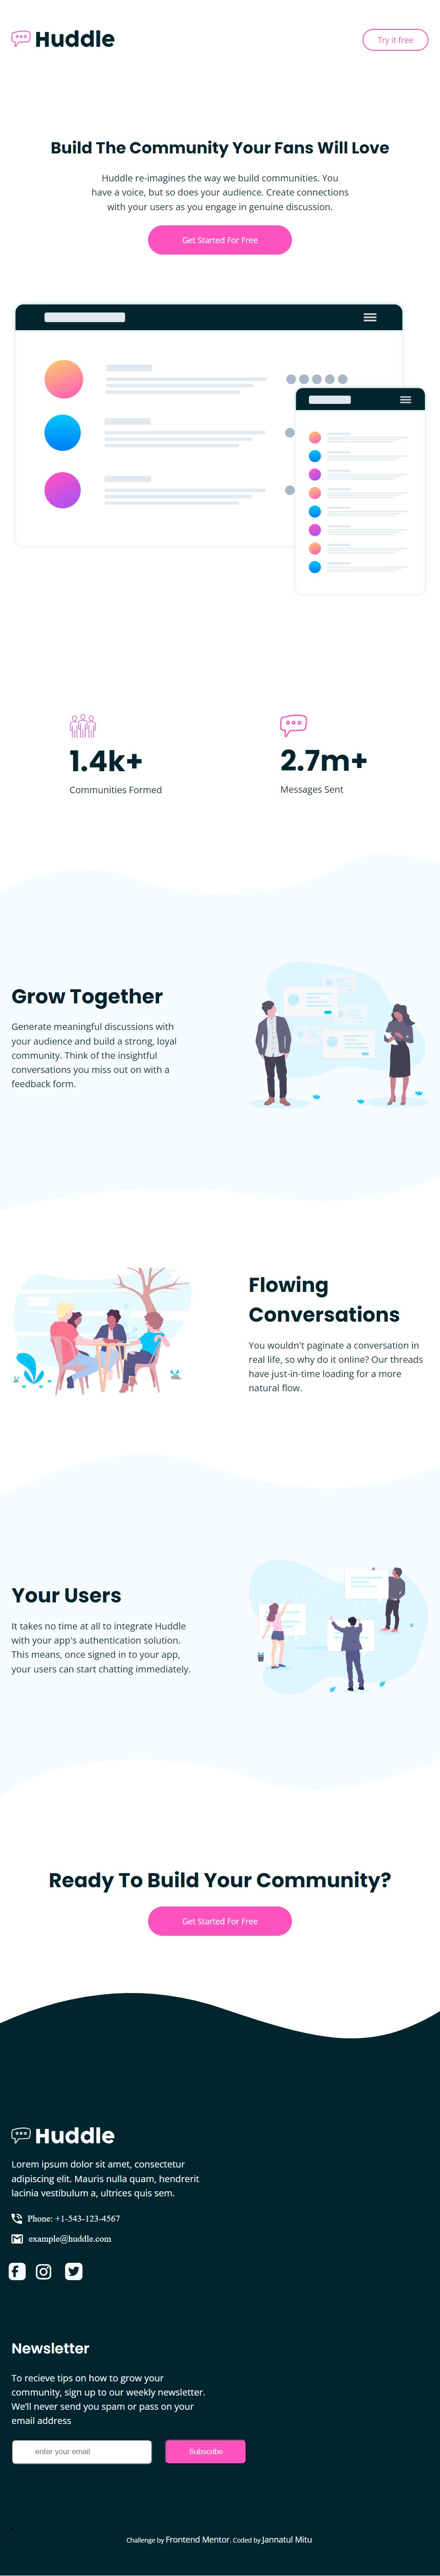 Huddle
Try it free
Build The Community Your Fans Will Love
Huddle re-imagines the way we build communities. You
have a voice, but so does your audience. Create connections
with your users as you engage in genuine discussion.
Get Started For Free
1.4k+
Communities Formed
2.7m+
Messages Sent
Grow Together
Generate meaningful discussions with
your audience and build a strong, loyal
community. Think of the insightful
conversations you miss out on with a
feedback form.
Flowing
Conversations
You wouldn't paginate a conversation in
real life, so why do it online? Our threads
have just-in-time loading for a more
natural flow.
Your Users
It takes no time at all to integrate Huddle
with your app's authentication solution.
This means, once signed in to your app,
your users can start chatting immediately.
Ready To Build Your Community?
Get Started For Free
Huddle
Lorem ipsum dolor sit amet, consectetur
adipiscing elit. Mauris nulla quam, hendrerit
lacinia vestibulum a, ultrices quis sem.
Phone: +1-543-123-4567
example@huddle.com
Newsletter
To recieve tips on how to grow your
community, sign up to our weekly newsletter.
We'll never send you spam or pass on your
email address
enter your email
Subscribe
Challenge by Frontend Mentor. Coded by Jannatul Mitu